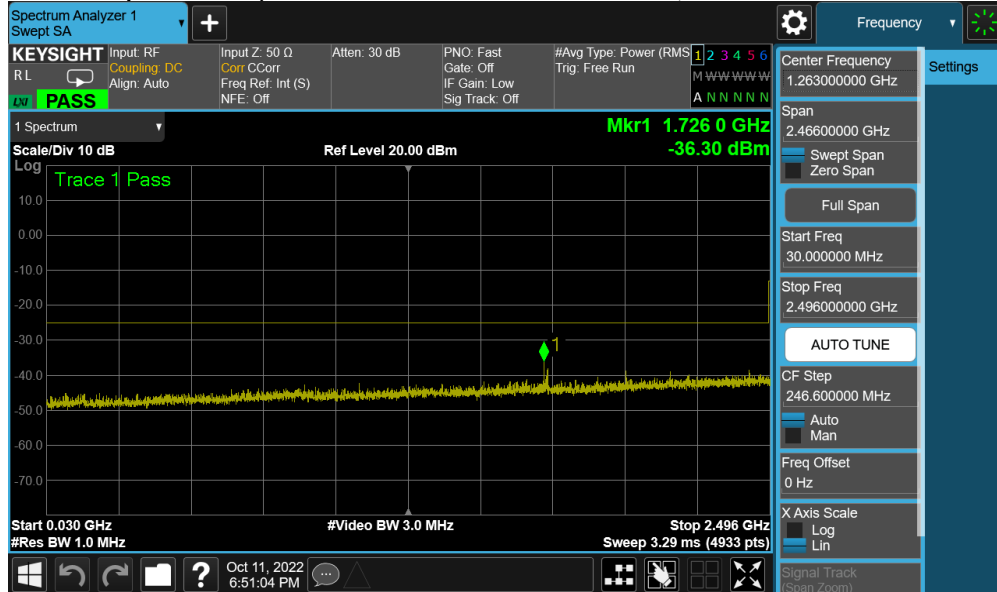 Spectrum Analyzer 1
Swept SA
Frequency
KEYSIGHT
R L
LXI
PASS
Input: RF
Coupling: DC
Align: Auto
Input Z: 50 Ω
Corr CCorr
Freq Ref: Int (S)
NFE: Off
Atten: 30 dB
PNO: Fast
Gate: Off
IF Gain: Low
Sig Track: Off
#Avg Type: Power (RMS
Trig: Free Run
1 2 3 4 5 6
M W W W W W
A N N N N N
1 Spectrum
Mkr1 1.726 0 GHz
Scale/Div 10 dB
Ref Level 20.00 dBm
-36.30 dBm
Log
Trace 1 Pass
10.0
0.00
-10.0
-20.0
-30.0
1
-40.0
-50.0
-60.0
-70.0
Start 0.030 GHz
#Video BW 3.0 MHz
Stop 2.496 GHz
#Res BW 1.0 MHz
Sweep 3.29 ms (4933 pts)
Center Frequency
1.263000000 GHz
Settings
Span
2.46600000 GHz
Swept Span
Zero Span
Full Span
Start Freq
30.000000 MHz
Stop Freq
2.496000000 GHz
AUTO TUNE
CF Step
246.600000 MHz
Auto
Man
Freq Offset
0 Hz
X Axis Scale
Log
Lin
Signal Track
(Span Zoom)
?
Oct 11, 2022
6:51:04 PM